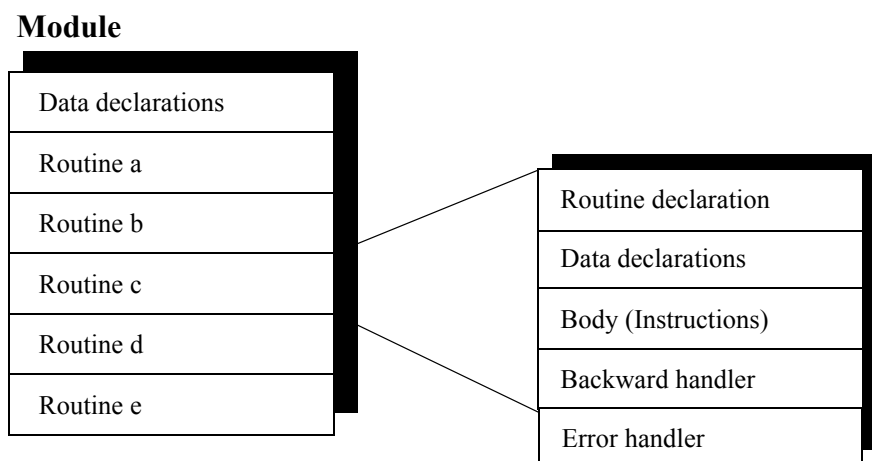 Module
Data declarations
Routine a
Routine b
Routine c
Routine d
Routine e
Routine declaration
Data declarations
Body (Instructions)
Backward handler
Error handler